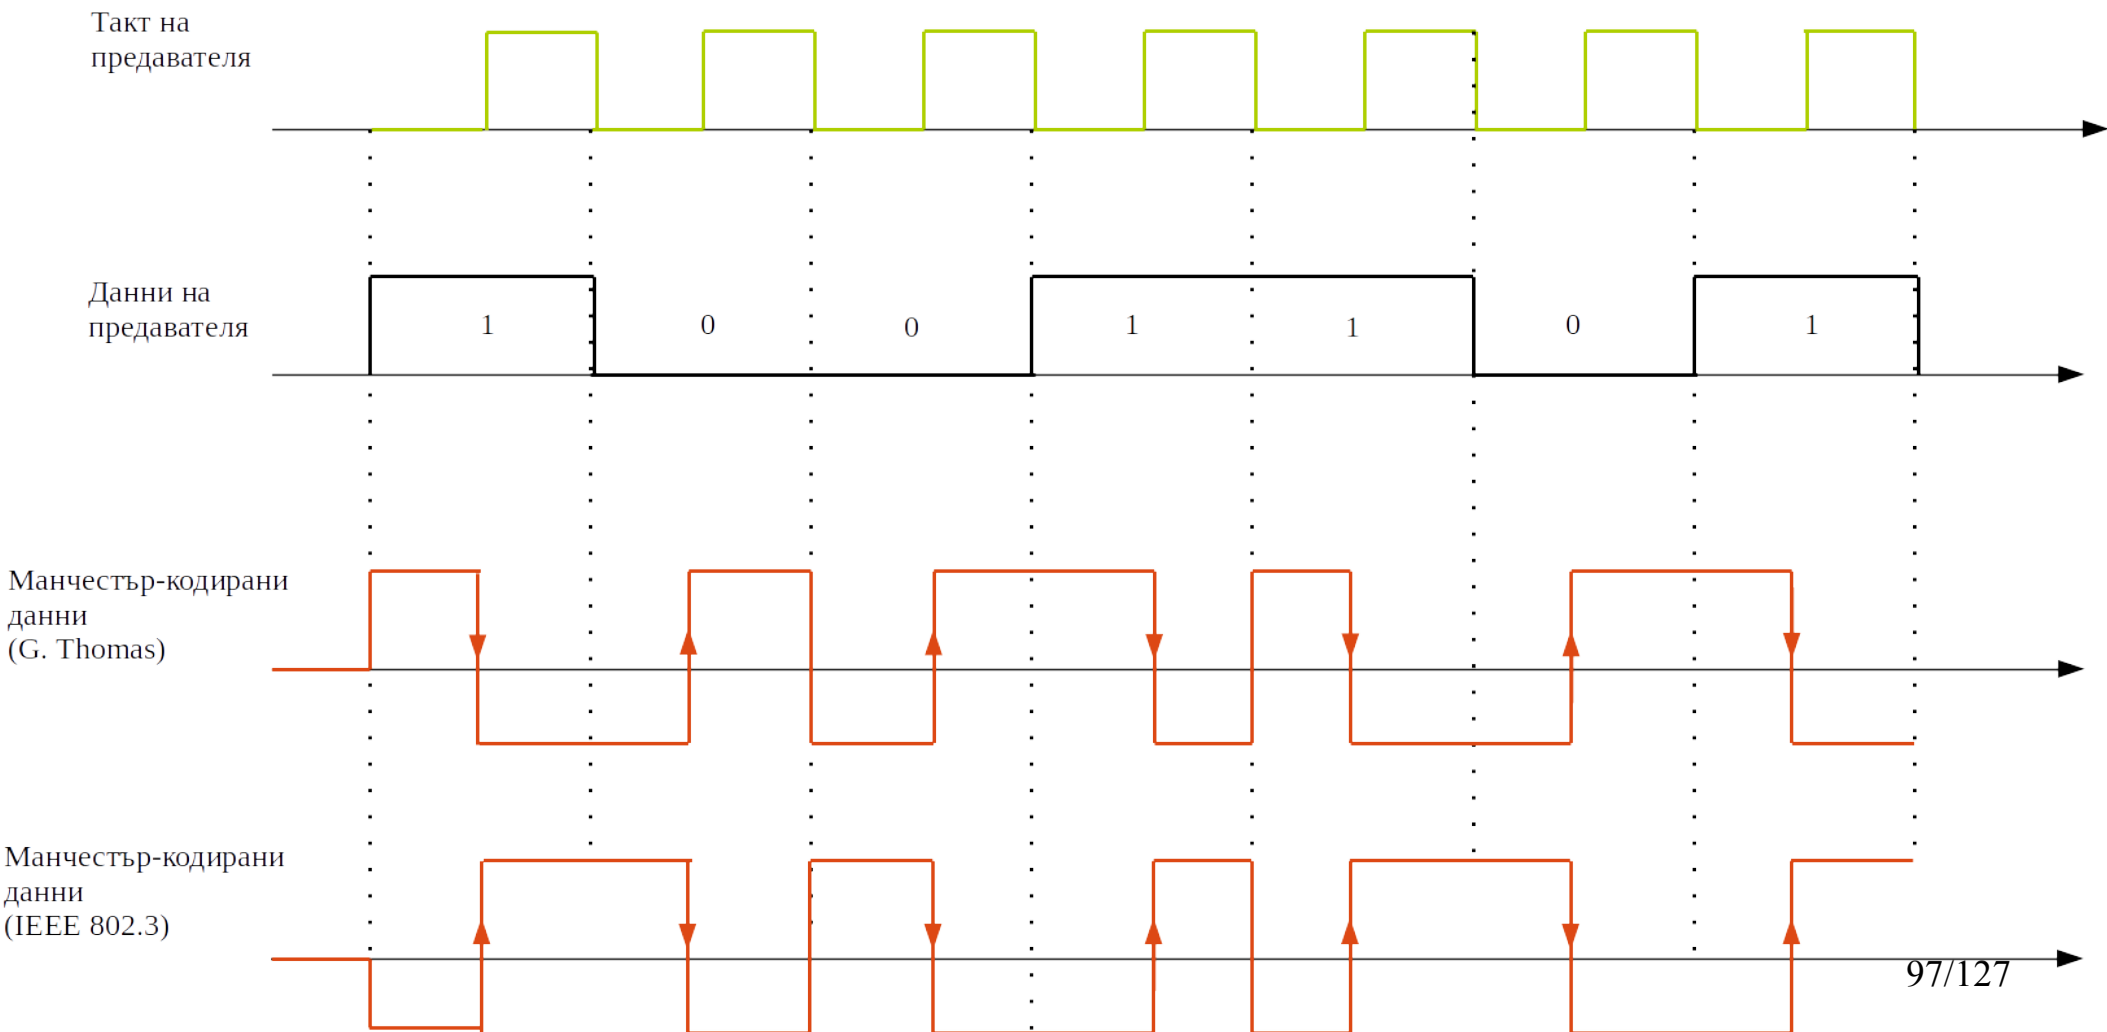 Такт на
предавателя
Данни на
предавателя
1 0 0 1 1 0 1
Манчестър-кодирани
данни
(G. Thomas)
Манчестър-кодирани
данни
(IEEE 802.3)
97/127